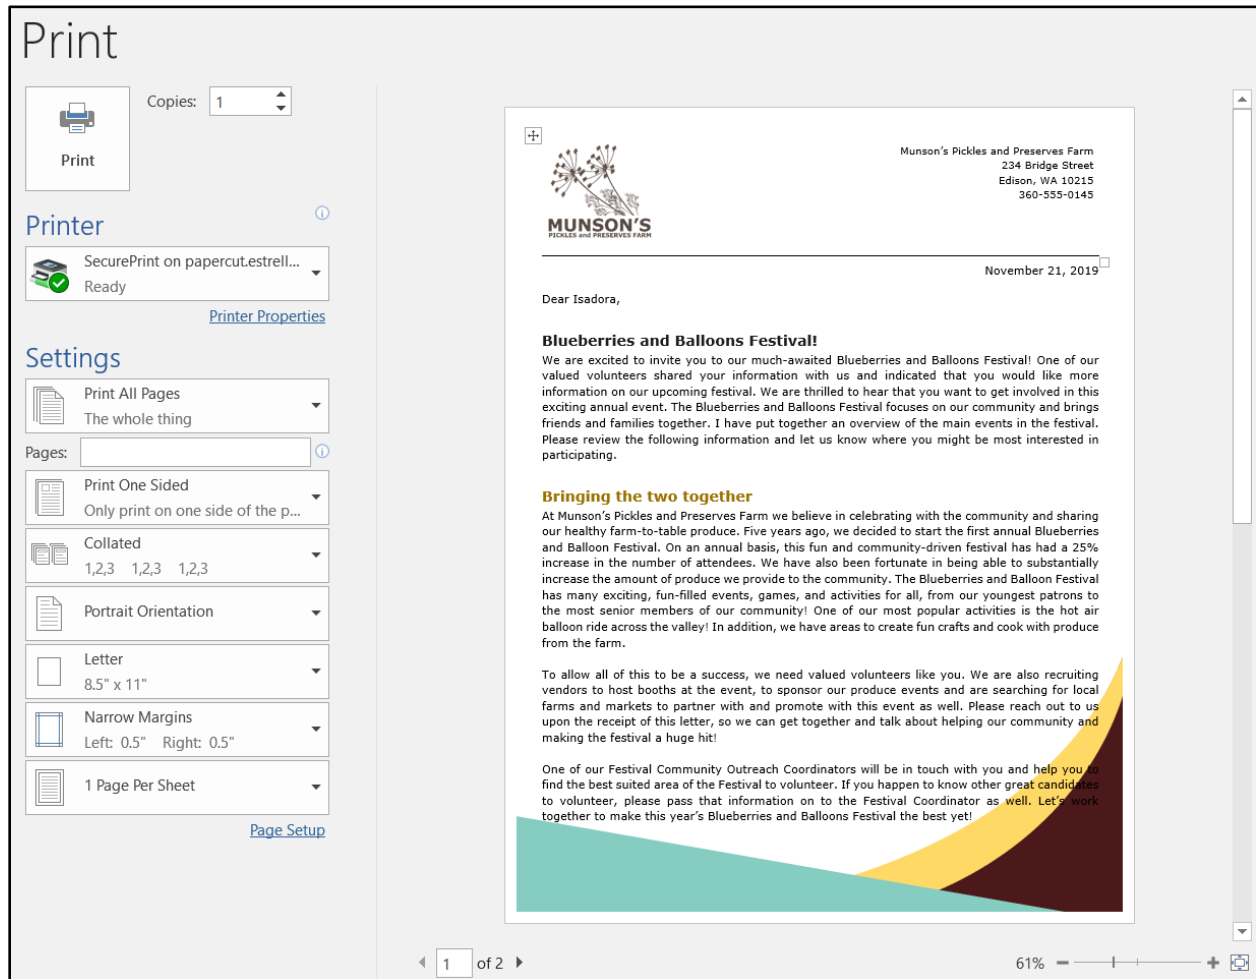 Print
Print
Copies: 1
Printer
SecurePrint on papercut.estrell...
Ready
Printer Properties
Settings
Print All Pages
The whole thing
Pages:
Print One Sided
Only print on one side of the p...
Collated
1,2,3 1,2,3 1,2,3
Portrait Orientation
Letter
8.5" x 11"
Narrow Margins
Left: 0.5" Right: 0.5"
1 Page Per Sheet
Page Setup
MUNSON'S
PICKLES and PRESERVES FARM
Munson's Pickles and Preserves Farm
234 Bridge Street
Edison, WA 10215
360-555-0145
November 21, 2019
Dear Isadora,
Blueberries and Balloons Festival!
We are excited to invite you to our much-awaited Blueberries and Balloons Festival! One of our
valued volunteers shared your information with us and indicated that you would like more
information on our upcoming festival. We are thrilled to hear that you want to get involved in this
exciting annual event. The Blueberries and Balloons Festival focuses on our community and brings
friends and families together. I have put together an overview of the main events in the festival.
Please review the following information and let us know where you might be most interested in
participating.
Bringing the two together
At Munson's Pickles and Preserves Farm we believe in celebrating with the community and sharing
our healthy farm-to-table produce. Five years ago, we decided to start the first annual Blueberries
and Balloon Festival. On an annual basis, this fun and community-driven festival has had a 25%
increase in the number of attendees. We have also been fortunate in being able to substantially
increase the amount of produce we provide to the community. The Blueberries and Balloon Festival
has many exciting, fun-filled events, games, and activities for all, from our youngest patrons to
the most senior members of our community! One of our most popular activities is the hot air
balloon ride across the valley! In addition, we have areas to create fun crafts and cook with produce
from the farm.
To allow all of this to be a success, we need valued volunteers like you. We are also recruiting
vendors to host booths at the event, to sponsor our produce events and are searching for local
farms and markets to partner with and promote with this event as well. Please reach out to us
upon the receipt of this letter, so we can get together and talk about helping our community and
making the festival a huge hit!
One of our Festival Community Outreach Coordinators will be in touch with you and help you to
find the best suited area of the Festival to volunteer. If you happen to know other great candidates
to volunteer, please pass that information on to the Festival Coordinator as well. Let's work
together to make this year's Blueberries and Balloons Festival the best yet!
1 of 2
61%